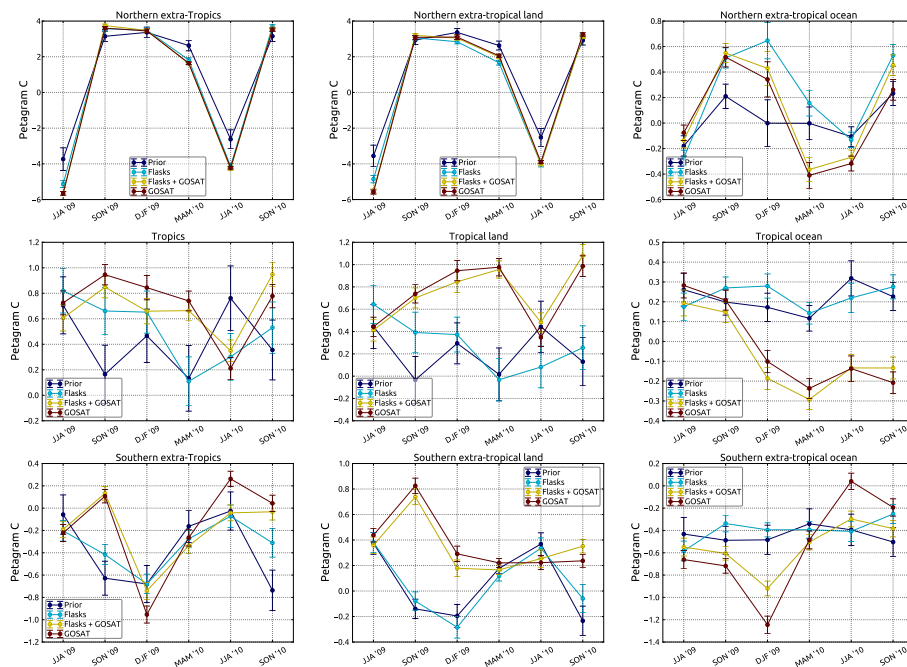 Northern extra-Tropics
Petagram C
4
2
0
−2
−4
−6
Prior
Flasks
Flasks + GOSAT
GOSAT
JJA '09
SON '09
DJF '09
MAM '10
JJA '10
SON '10
Northern extra-tropical land
Petagram C
4
2
0
−2
−4
−6
Prior
Flasks
Flasks + GOSAT
GOSAT
JJA '09
SON '09
DJF '09
MAM '10
JJA '10
SON '10
Northern extra-tropical ocean
Petagram C
0.8
0.6
0.4
0.2
0.0
−0.2
−0.4
−0.6
Prior
Flasks
Flasks + GOSAT
GOSAT
JJA '09
SON '09
DJF '09
MAM '10
JJA '10
SON '10
Tropics
Petagram C
1.2
1.0
0.8
0.6
0.4
0.2
0.0
−0.2
Prior
Flasks
Flasks + GOSAT
GOSAT
JJA '09
SON '09
DJF '09
MAM '10
JJA '10
SON '10
Tropical land
Petagram C
1.2
1.0
0.8
0.6
0.4
0.2
0.0
−0.2
−0.4
Prior
Flasks
Flasks + GOSAT
GOSAT
JJA '09
SON '09
DJF '09
MAM '10
JJA '10
SON '10
Tropical ocean
Petagram C
0.5
0.4
0.3
0.2
0.1
0.0
−0.1
−0.2
−0.3
−0.4
Prior
Flasks
Flasks + GOSAT
GOSAT
JJA '09
SON '09
DJF '09
MAM '10
JJA '10
SON '10
Southern extra-Tropics
Petagram C
0.4
0.2
0.0
−0.2
−0.4
−0.6
−0.8
−1.0
−1.2
Prior
Flasks
Flasks + GOSAT
GOSAT
JJA '09
SON '09
DJF '09
MAM '10
JJA '10
SON '10
Southern extra-tropical land
Petagram C
1.0
0.8
0.6
0.4
0.2
0.0
−0.2
−0.4
Prior
Flasks
Flasks + GOSAT
GOSAT
JJA '09
SON '09
DJF '09
MAM '10
JJA '10
SON '10
Southern extra-tropical ocean
Petagram C
0.2
0.0
−0.2
−0.4
−0.6
−0.8
−1.0
−1.2
−1.4
Prior
Flasks
Flasks + GOSAT
GOSAT
JJA '09
SON '09
DJF '09
MAM '10
JJA '10
SON '10